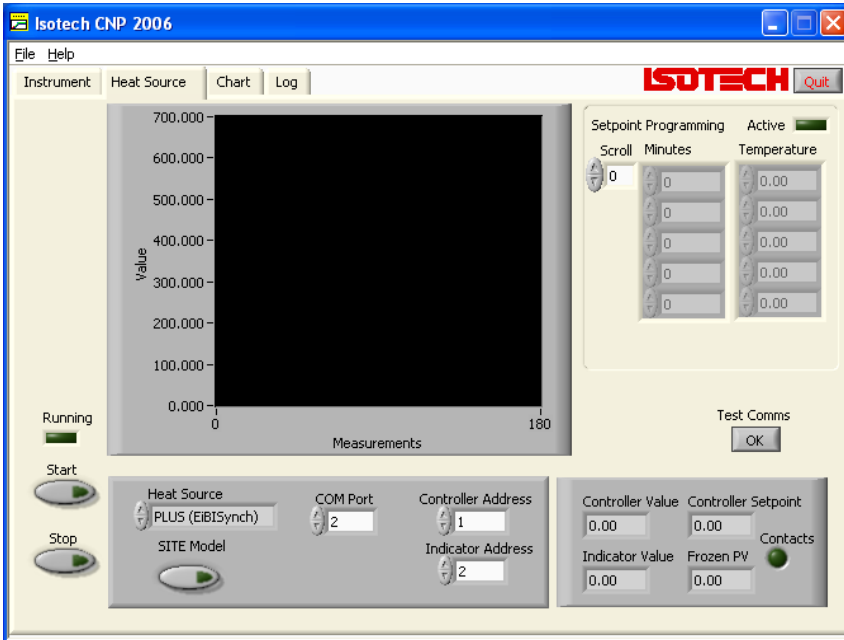 Isotech CNP 2006
File Help
Instrument Heat Source Chart Log ISOTECH Quit
Setpoint Programming Active
Scroll Minutes Temperature
0 0 0.00
0 0.00
0 0.00
0 0.00
0 0.00
Value
700.000
600.000
500.000
400.000
300.000
200.000
100.000
0.000
0 180
Measurements
Running
Start
Stop
Test Comms
OK
Heat Source COM Port Controller Address
PLUS (EiBISynch) 2 1
SITE Model Indicator Address
2
Controller Value Controller Setpoint
0.00 0.00
Contacts
Indicator Value Frozen PV
0.00 0.00